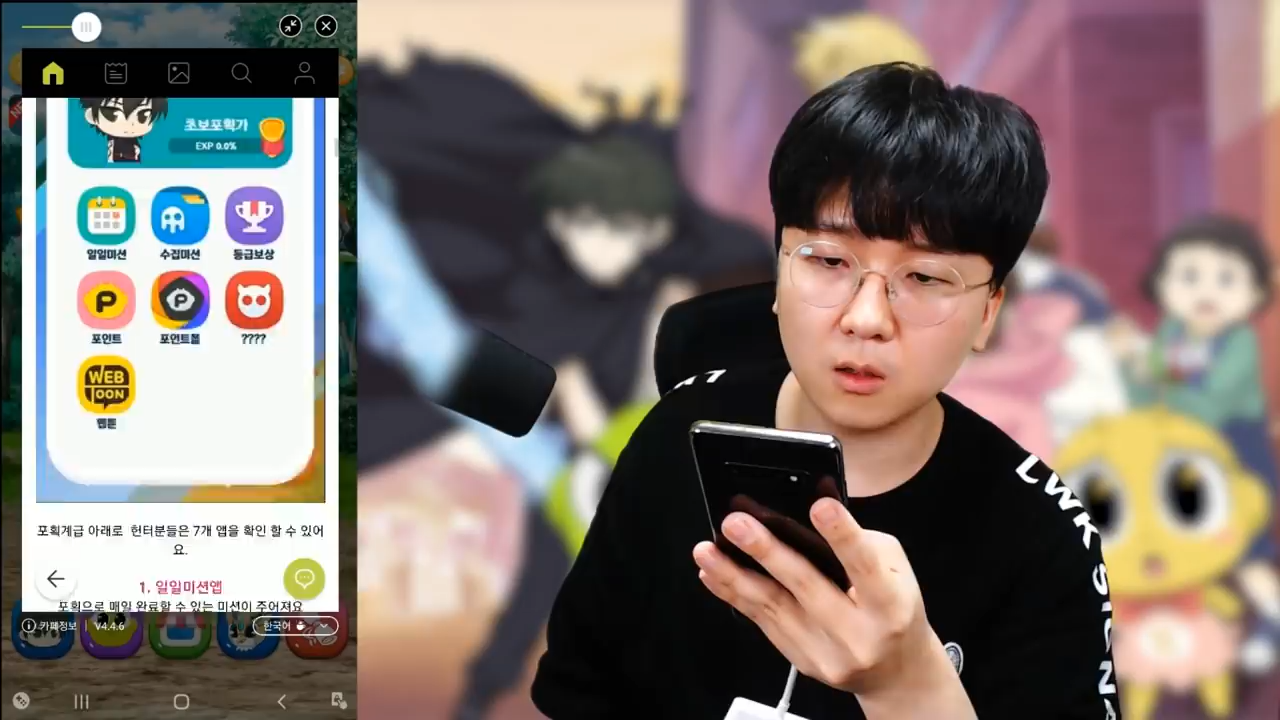 초보포획가
EXP 0.0%
일일미션
수집미션
등급보상
포인트
포인트폴
????
WEB
TOON
웹툰
포획계급 아래로 헌터분들은 7개 앱을 확인 할 수 있어
요.
1. 일일미션앱
포획으로 매일 완료할 수 있는 미션이 주어져요
카페정보 | V4.4.6
한국어
LWK SIGNA